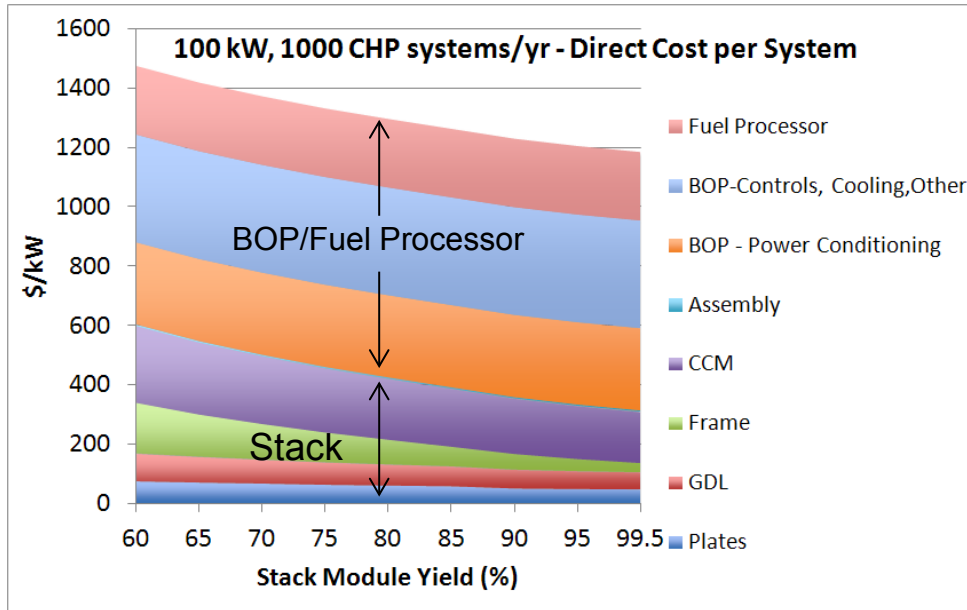 100 kW, 1000 CHP systems/yr - Direct Cost per System
$/kW
1600
1400
1200
1000
800
600
400
200
0
BOP/Fuel Processor
Stack
60 65 70 75 80 85 90 95 99.5
Stack Module Yield (%)
Fuel Processor
BOP-Controls, Cooling,Other
BOP - Power Conditioning
Assembly
CCM
Frame
GDL
Plates